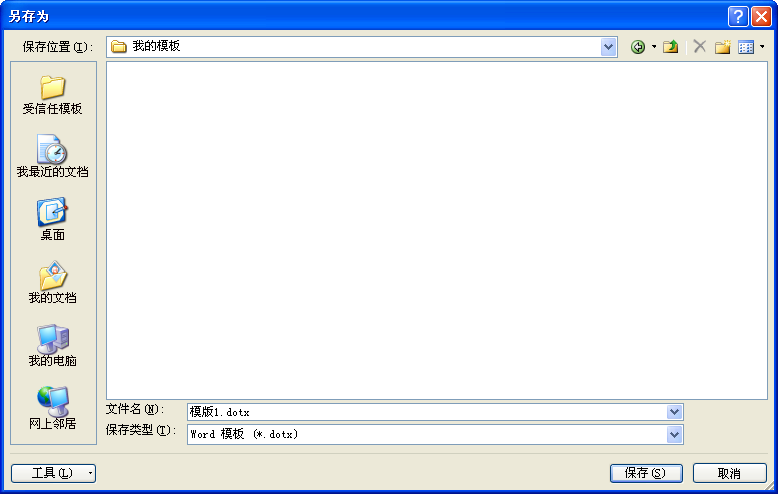 另存为
保存位置(I):
我的模板
受信任模板
我最近的文档
桌面
我的文档
我的电脑
网上邻居
文件名(N):
模版1.dotx
保存类型(T):
Word 模板 (*.dotx)
工具(L)
保存(S)
取消